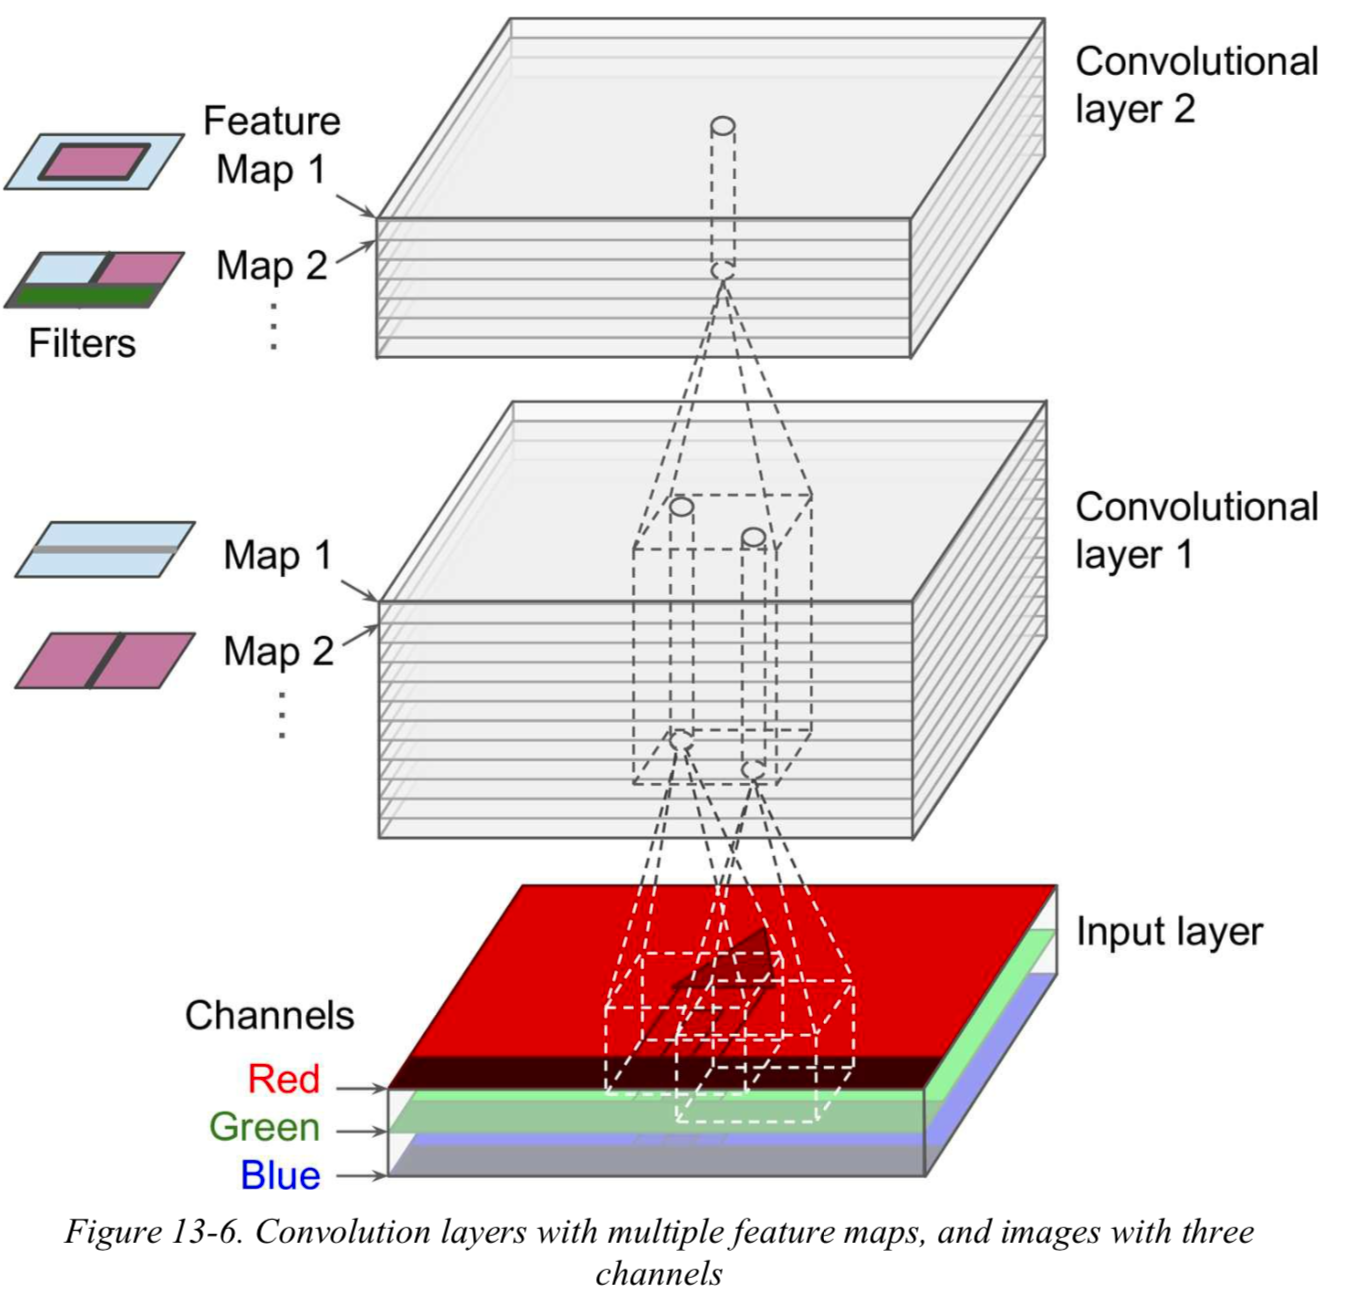 Convolutional
layer 2
Feature
Map 1
Map 2
Filters
Convolutional
layer 1
Map 1
Map 2
Input layer
Channels
Red
Green
Blue
Figure 13-6. Convolution layers with multiple feature maps, and images with three
channels